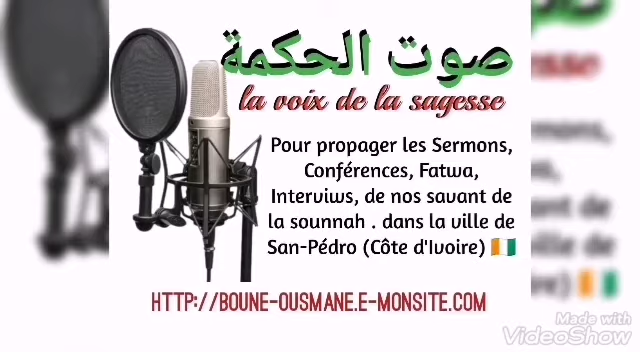 صوت الحكمة
la voix de la sagesse
Pour propager les Sermons,
Conférences, Fatwa,
Interviws, de nos savant de
la sounnah . dans la ville de
San-Pédro (Côte d'Ivoire)
HTTP://BOUNE-OUSMANE.E-MONSITE.COM
Made with
VideoShow